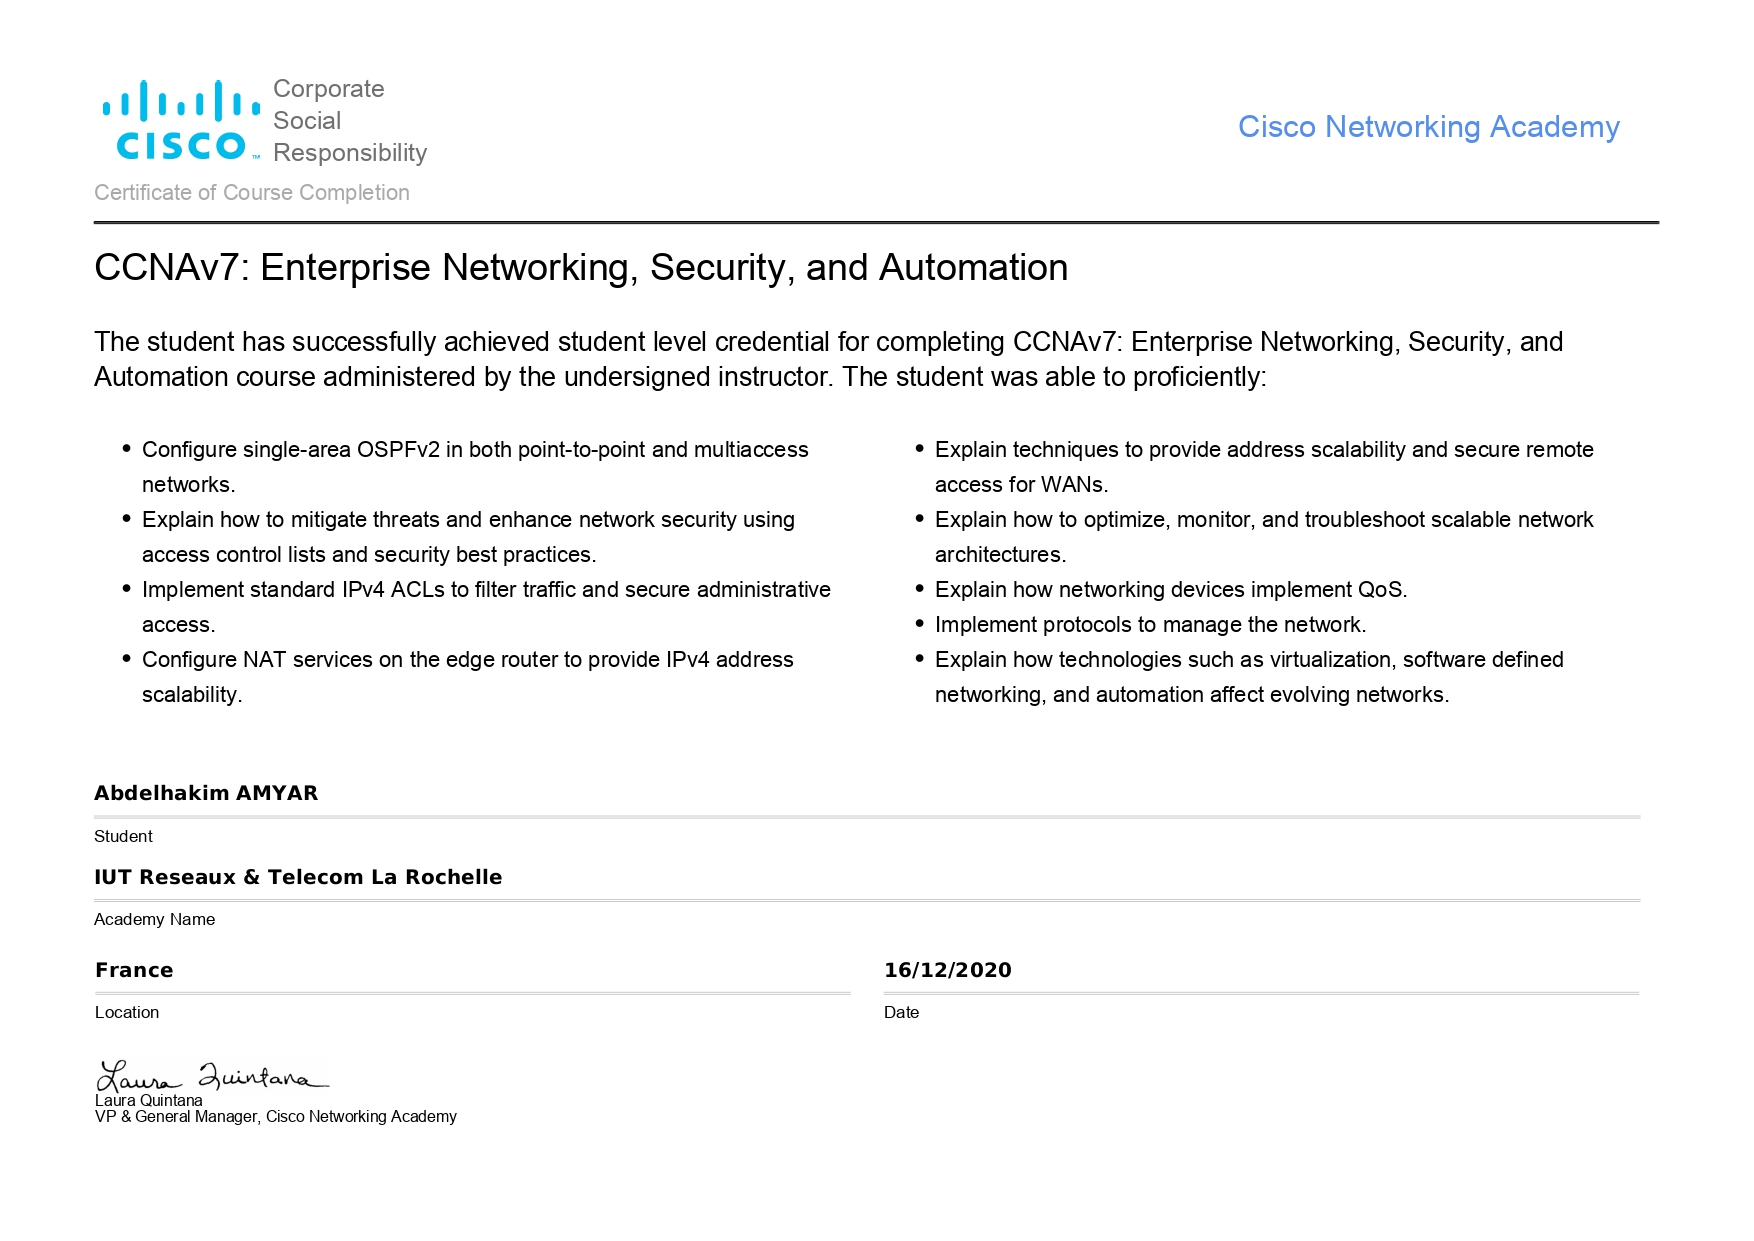 CISCO™
Corporate
Social
Responsibility
Cisco Networking Academy
Certificate of Course Completion
CCNAv7: Enterprise Networking, Security, and Automation
The student has successfully achieved student level credential for completing CCNAv7: Enterprise Networking, Security, and
Automation course administered by the undersigned instructor. The student was able to proficiently:
• Configure single-area OSPFv2 in both point-to-point and multiaccess
networks.
• Explain how to mitigate threats and enhance network security using
access control lists and security best practices.
• Implement standard IPv4 ACLs to filter traffic and secure administrative
access.
• Configure NAT services on the edge router to provide IPv4 address
scalability.
• Explain techniques to provide address scalability and secure remote
access for WANs.
• Explain how to optimize, monitor, and troubleshoot scalable network
architectures.
• Explain how networking devices implement QoS.
• Implement protocols to manage the network.
• Explain how technologies such as virtualization, software defined
networking, and automation affect evolving networks.
Abdelhakim AMYAR
Student
IUT Reseaux & Telecom La Rochelle
Academy Name
France
Location
16/12/2020
Date
Laura Quintana
Laura Quintana
VP & General Manager, Cisco Networking Academy